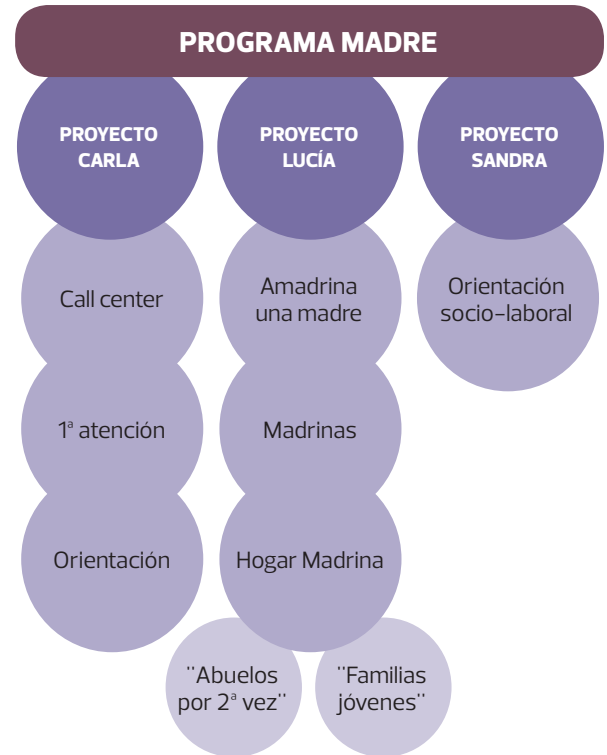 PROGRAMA MADRE
PROYECTO
CARLA
PROYECTO
LUCÍA
PROYECTO
SANDRA
Call center
Amadrina
una madre
Orientación
socio-laboral
1ª atención
Madrinas
Orientación
Hogar Madrina
¨Abuelos
por 2ª vez¨
¨Familias
jóvenes¨